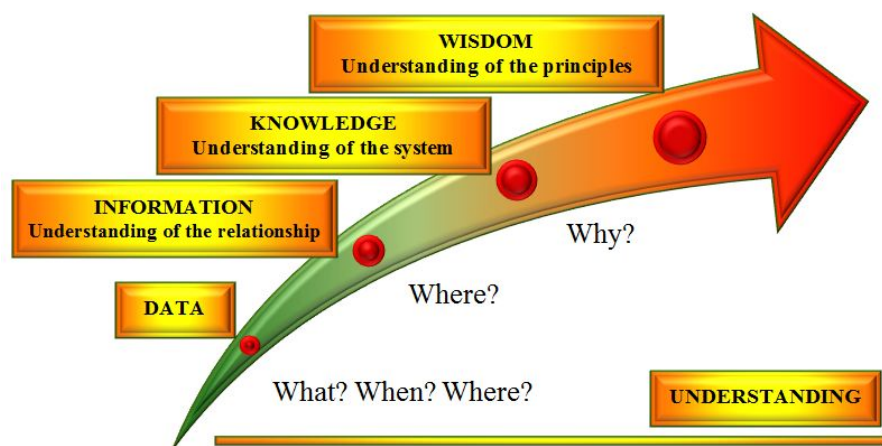 WISDOM
Understanding of the principles
KNOWLEDGE
Understanding of the system
INFORMATION
Understanding of the relationship
Why?
Where?
DATA
What? When? Where?
UNDERSTANDING